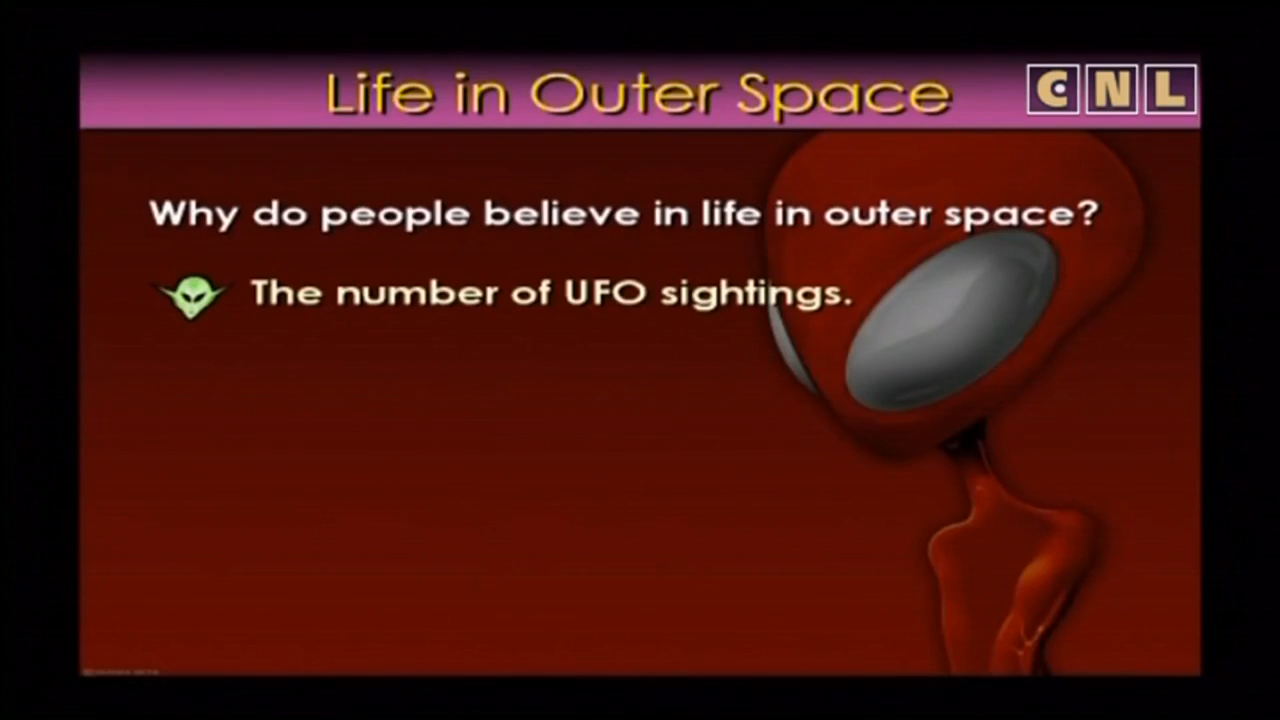 Life in Outer Space
CNL
Why do people believe in life in outer space?
The number of UFO sightings.